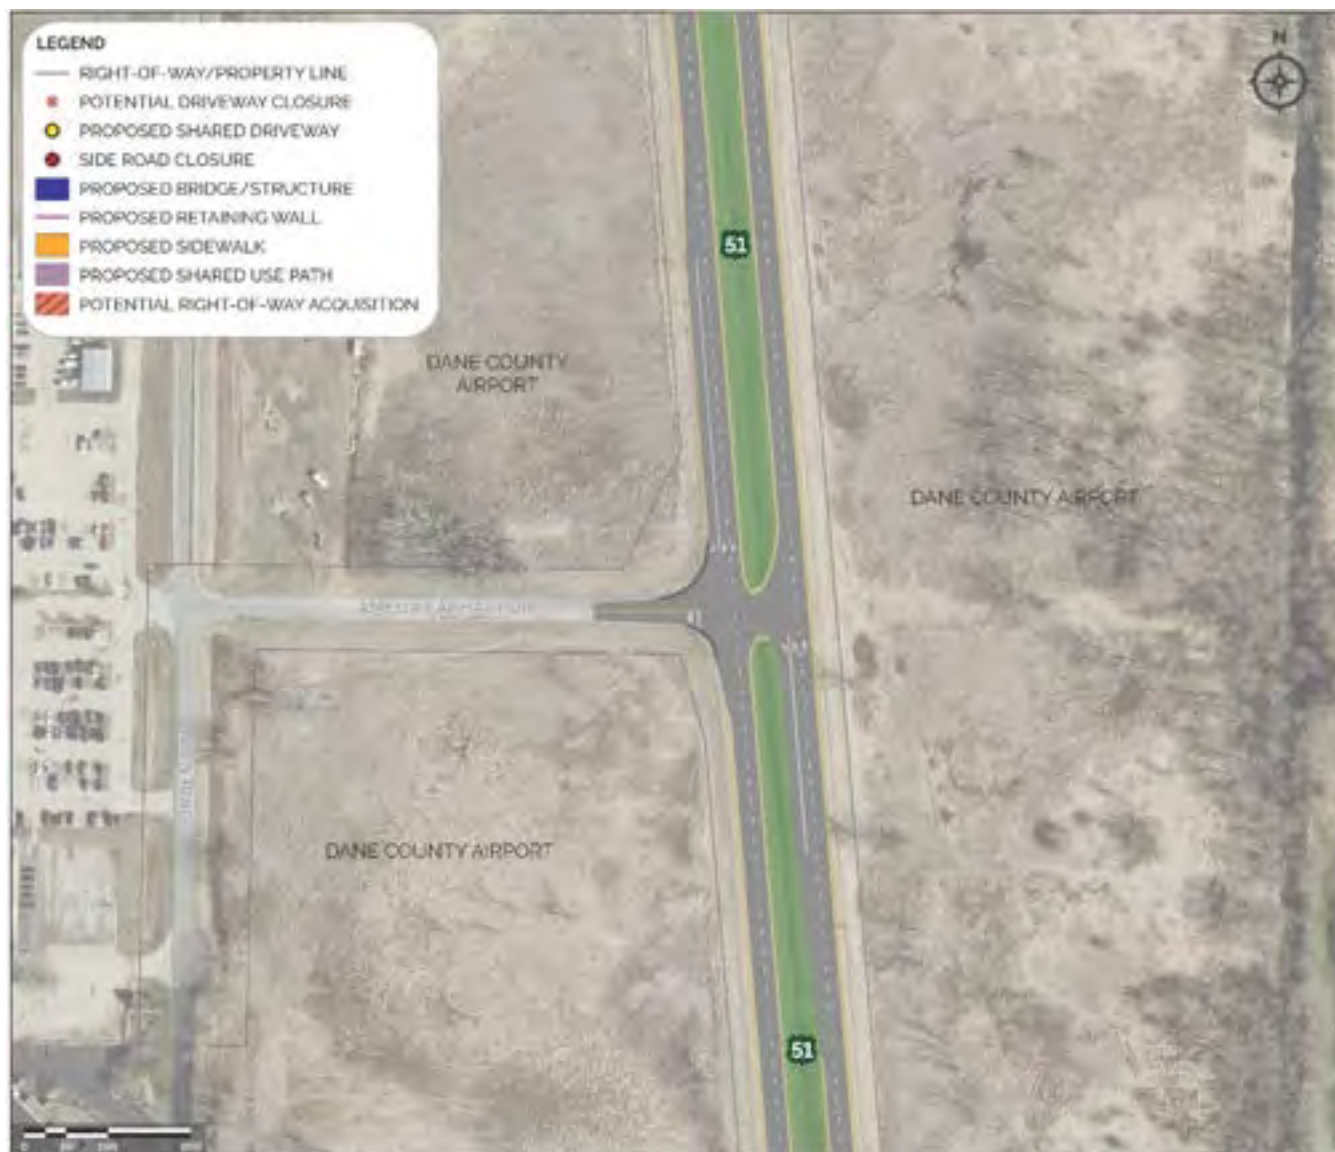 LEGEND
RIGHT-OF-WAY/PROPERTY LINE
POTENTIAL DRIVEWAY CLOSURE
PROPOSED SHARED DRIVEWAY
SIDE ROAD CLOSURE
PROPOSED BRIDGE/STRUCTURE
PROPOSED RETAINING WALL
PROPOSED SIDEWALK
PROPOSED SHARED USE PATH
POTENTIAL RIGHT-OF-WAY ACQUISITION
N
51
DANE COUNTY
AIRPORT
DANE COUNTY AIRPORT
DANE COUNTY AIRPORT
51
0